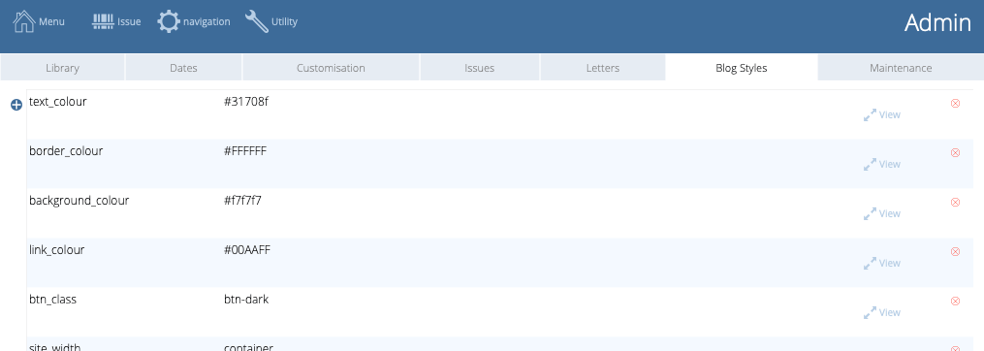 Menu Issue navigation Utility Admin
Library Dates Customisation Issues Letters Blog Styles Maintenance
text_colour #31708f
View
border_colour #FFFFFF
View
background_colour #f7f7f7
View
link_colour #00AAFF
View
btn_class btn-dark
View
site_width container